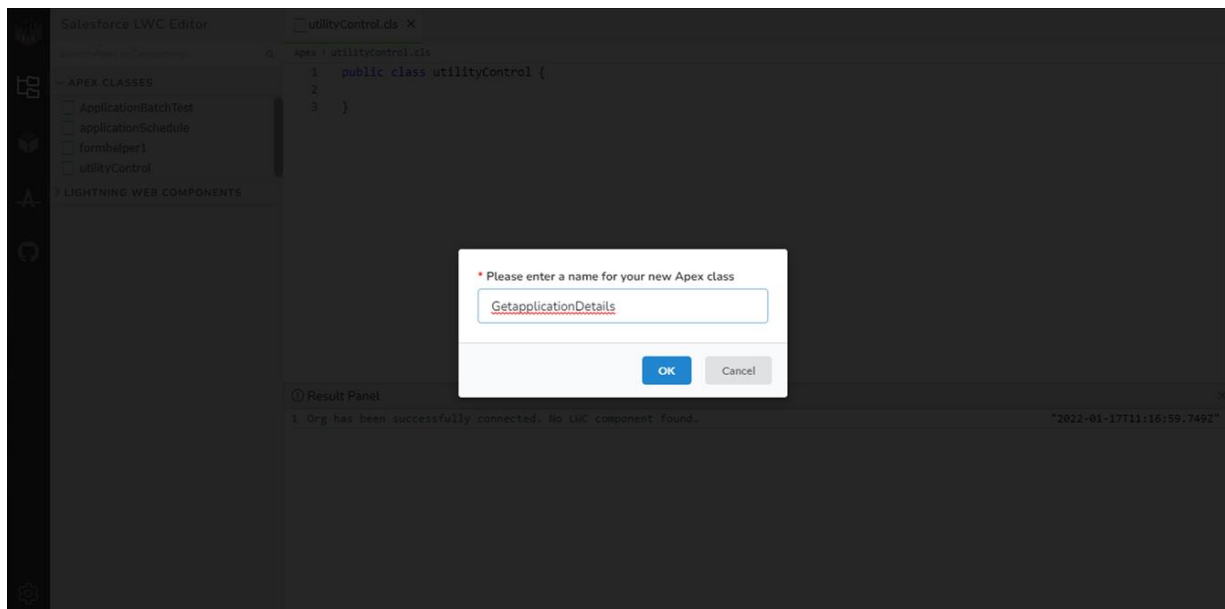 Salesforce LWC Editor
utilityControl.cls ×
Apex › utilityControl.cls
APEX CLASSES
ApplicationBatchTest
applicationSchedule
formhelper1
utilityControl
LIGHTNING WEB COMPONENTS
1 public class utilityControl {
2
3 }
* Please enter a name for your new Apex class
GetapplicationDetails
OK Cancel
Result Panel
1 Org has been successfully connected. No LWC component found. "2022-01-17T11:16:59.749Z"